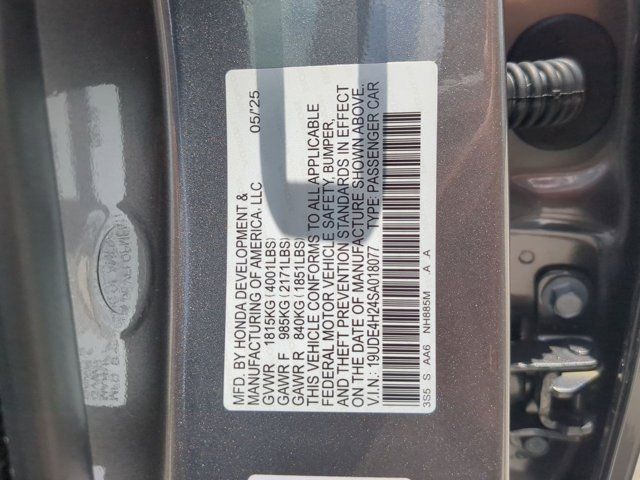 MFD. BY HONDA DEVELOPMENT & 05/'25
MANUFACTURING OF AMERICA. LLC
GVWR 1815KG(4001LBS)
GAWR F 985KG(2171LBS)
GAWR R 840KG(1851LBS)
THIS VEHICLE CONFORMS TO ALL APPLICABLE
FEDERAL MOTOR VEHICLE SAFETY, BUMPER,
AND THEFT PREVENTION STANDARDS IN EFFECT
ON THE DATE OF MANUFACTURE SHOWN ABOVE.
V.I.N.: 19UDE4H24SA018077 TYPE:PASSENGER CAR
3S5 S AA6 NH885M A A